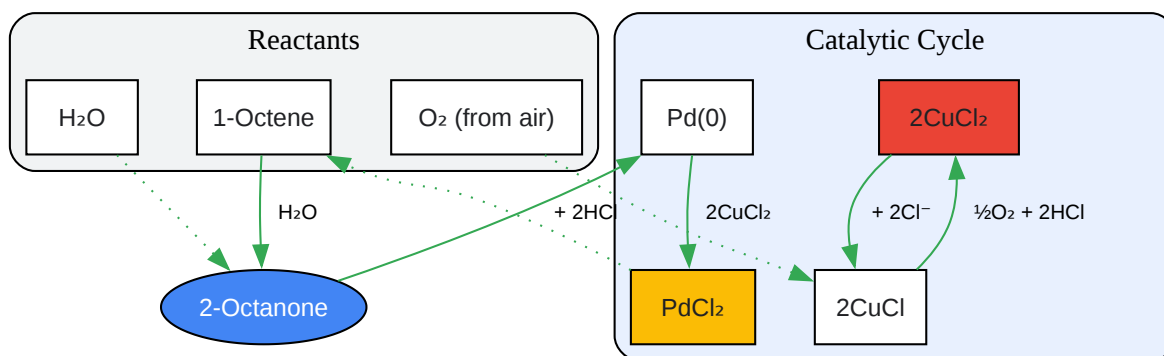 Reactants
Catalytic Cycle
H₂O
1-Octene
O₂ (from air)
Pd(0)
2CuCl₂
H₂O
+ 2HCl
2CuCl₂
+ 2Cl⁻
½O₂ + 2HCl
2-Octanone
PdCl₂
2CuCl